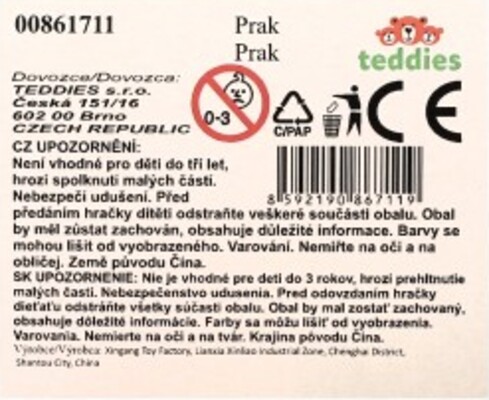 00861711
Prak
Prak
teddies
Dovozce/Dovozca:
TEDDIES s.r.o.
Česká 151/16
602 00 Brno
CZECH REPUBLIC
0-3
C/PAP
CE
CZ UPOZORNĚNÍ:
Není vhodné pro děti do tří let,
hrozí spolknutí malých částí.
Nebezpečí udušení. Před
8 592190 867119
předáním hračky dítěti odstraňte veškeré součásti obalu. Obal
by měl zůstat zachován, obsahuje důležité informace. Barvy se
mohou lišit od vyobrazeného. Varování. Nemiřte na oči a na
obličej. Země původu Čína.
SK UPOZORNENIE: Nie je vhodné pre deti do 3 rokov, hrozí prehltnutie
malých častí. Nebezpečenstvo udusenia. Pred odovzdaním hračky
dieťaťu odstráňte všetky súčasti obalu. Obal by mal zostať zachovaný,
obsahuje dôležité informácie. Farby sa môžu líšiť od vyobrazenia.
Varovania. Nemierte na oči a na tvár. Krajina pôvodu Čína.
Výrobce/Výrobca: Xingang Toy Factory, Lianxia Xinliao Industrial Zone, Chenghai District,
Shantou City, China